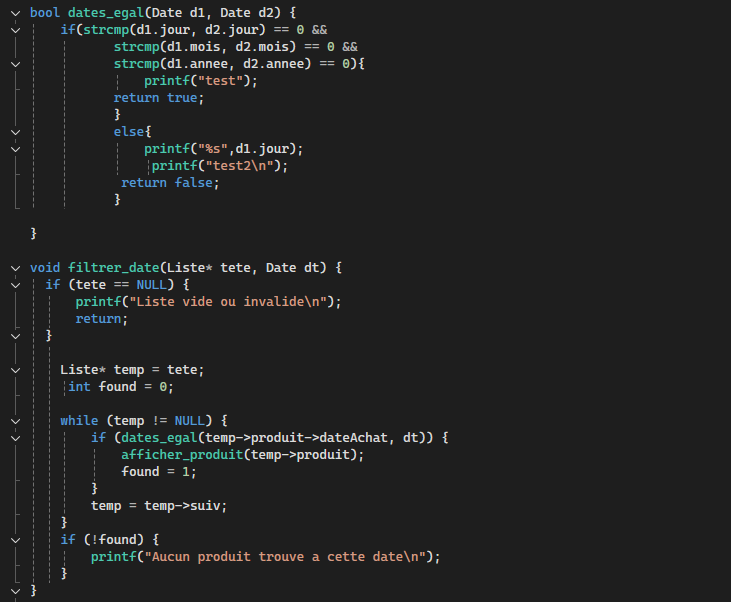 bool dates_egal(Date d1, Date d2) {
if(strcmp(d1.jour, d2.jour) == 0 &&
strcmp(d1.mois, d2.mois) == 0 &&
strcmp(d1.annee, d2.annee) == 0){
printf("test");
return true;
}
else{
printf("%s",d1.jour);
printf("test2\n");
return false;
}
}
void filtrer_date(Liste* tete, Date dt) {
if (tete == NULL) {
printf("Liste vide ou invalide\n");
return;
}
Liste* temp = tete;
int found = 0;
while (temp != NULL) {
if (dates_egal(temp->produit->dateAchat, dt)) {
afficher_produit(temp->produit);
found = 1;
}
temp = temp->suiv;
}
if (!found) {
printf("Aucun produit trouve a cette date\n");
}
}